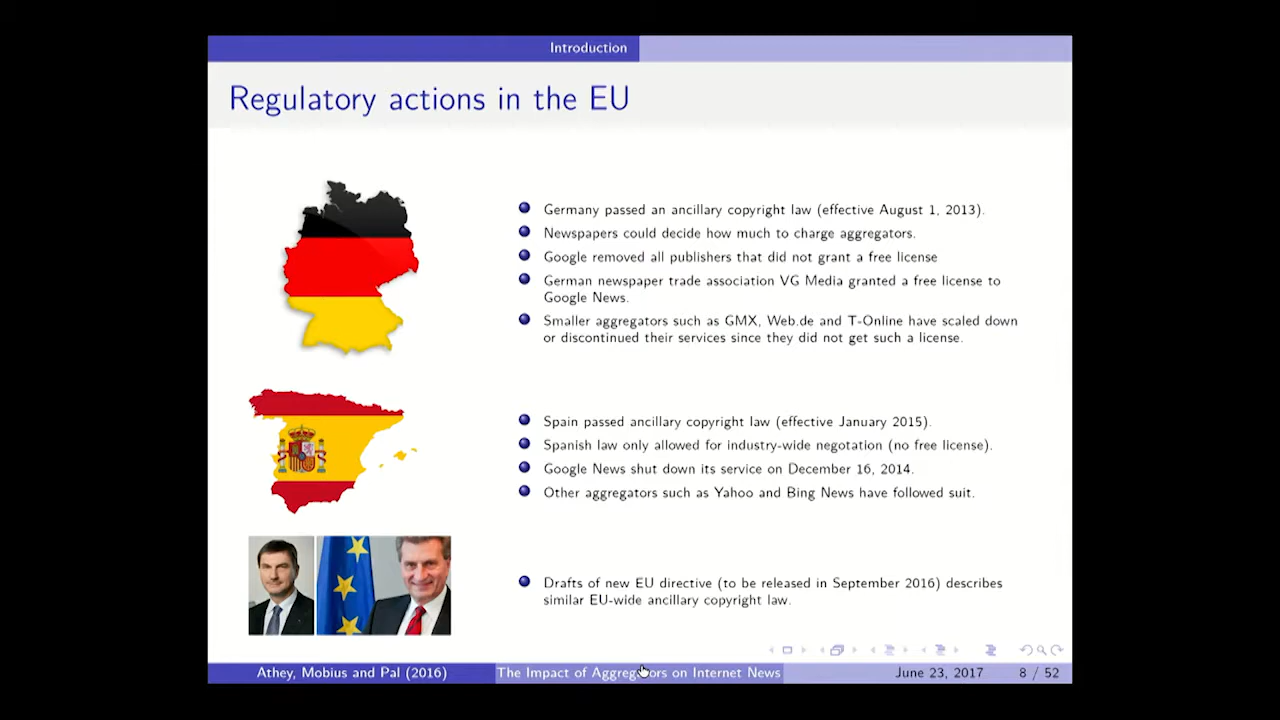 Introduction
Regulatory actions in the EU
Germany passed an ancillary copyright law (effective August 1, 2013).
Newspapers could decide how much to charge aggregators.
Google removed all publishers that did not grant a free license
German newspaper trade association VG Media granted a free license to
Google News.
Smaller aggregators such as GMX, Web.de and T-Online have scaled down
or discontinued their services since they did not get such a license.
Spain passed ancillary copyright law (effective January 2015).
Spanish law only allowed for industry-wide negotation (no free license).
Google News shut down its service on December 16, 2014.
Other aggregators such as Yahoo and Bing News have followed suit.
Drafts of new EU directive (to be released in September 2016) describes
similar EU-wide ancillary copyright law.
Athey, Mobius and Pal (2016)
The Impact of Aggregators on Internet News
June 23, 2017
8 / 52